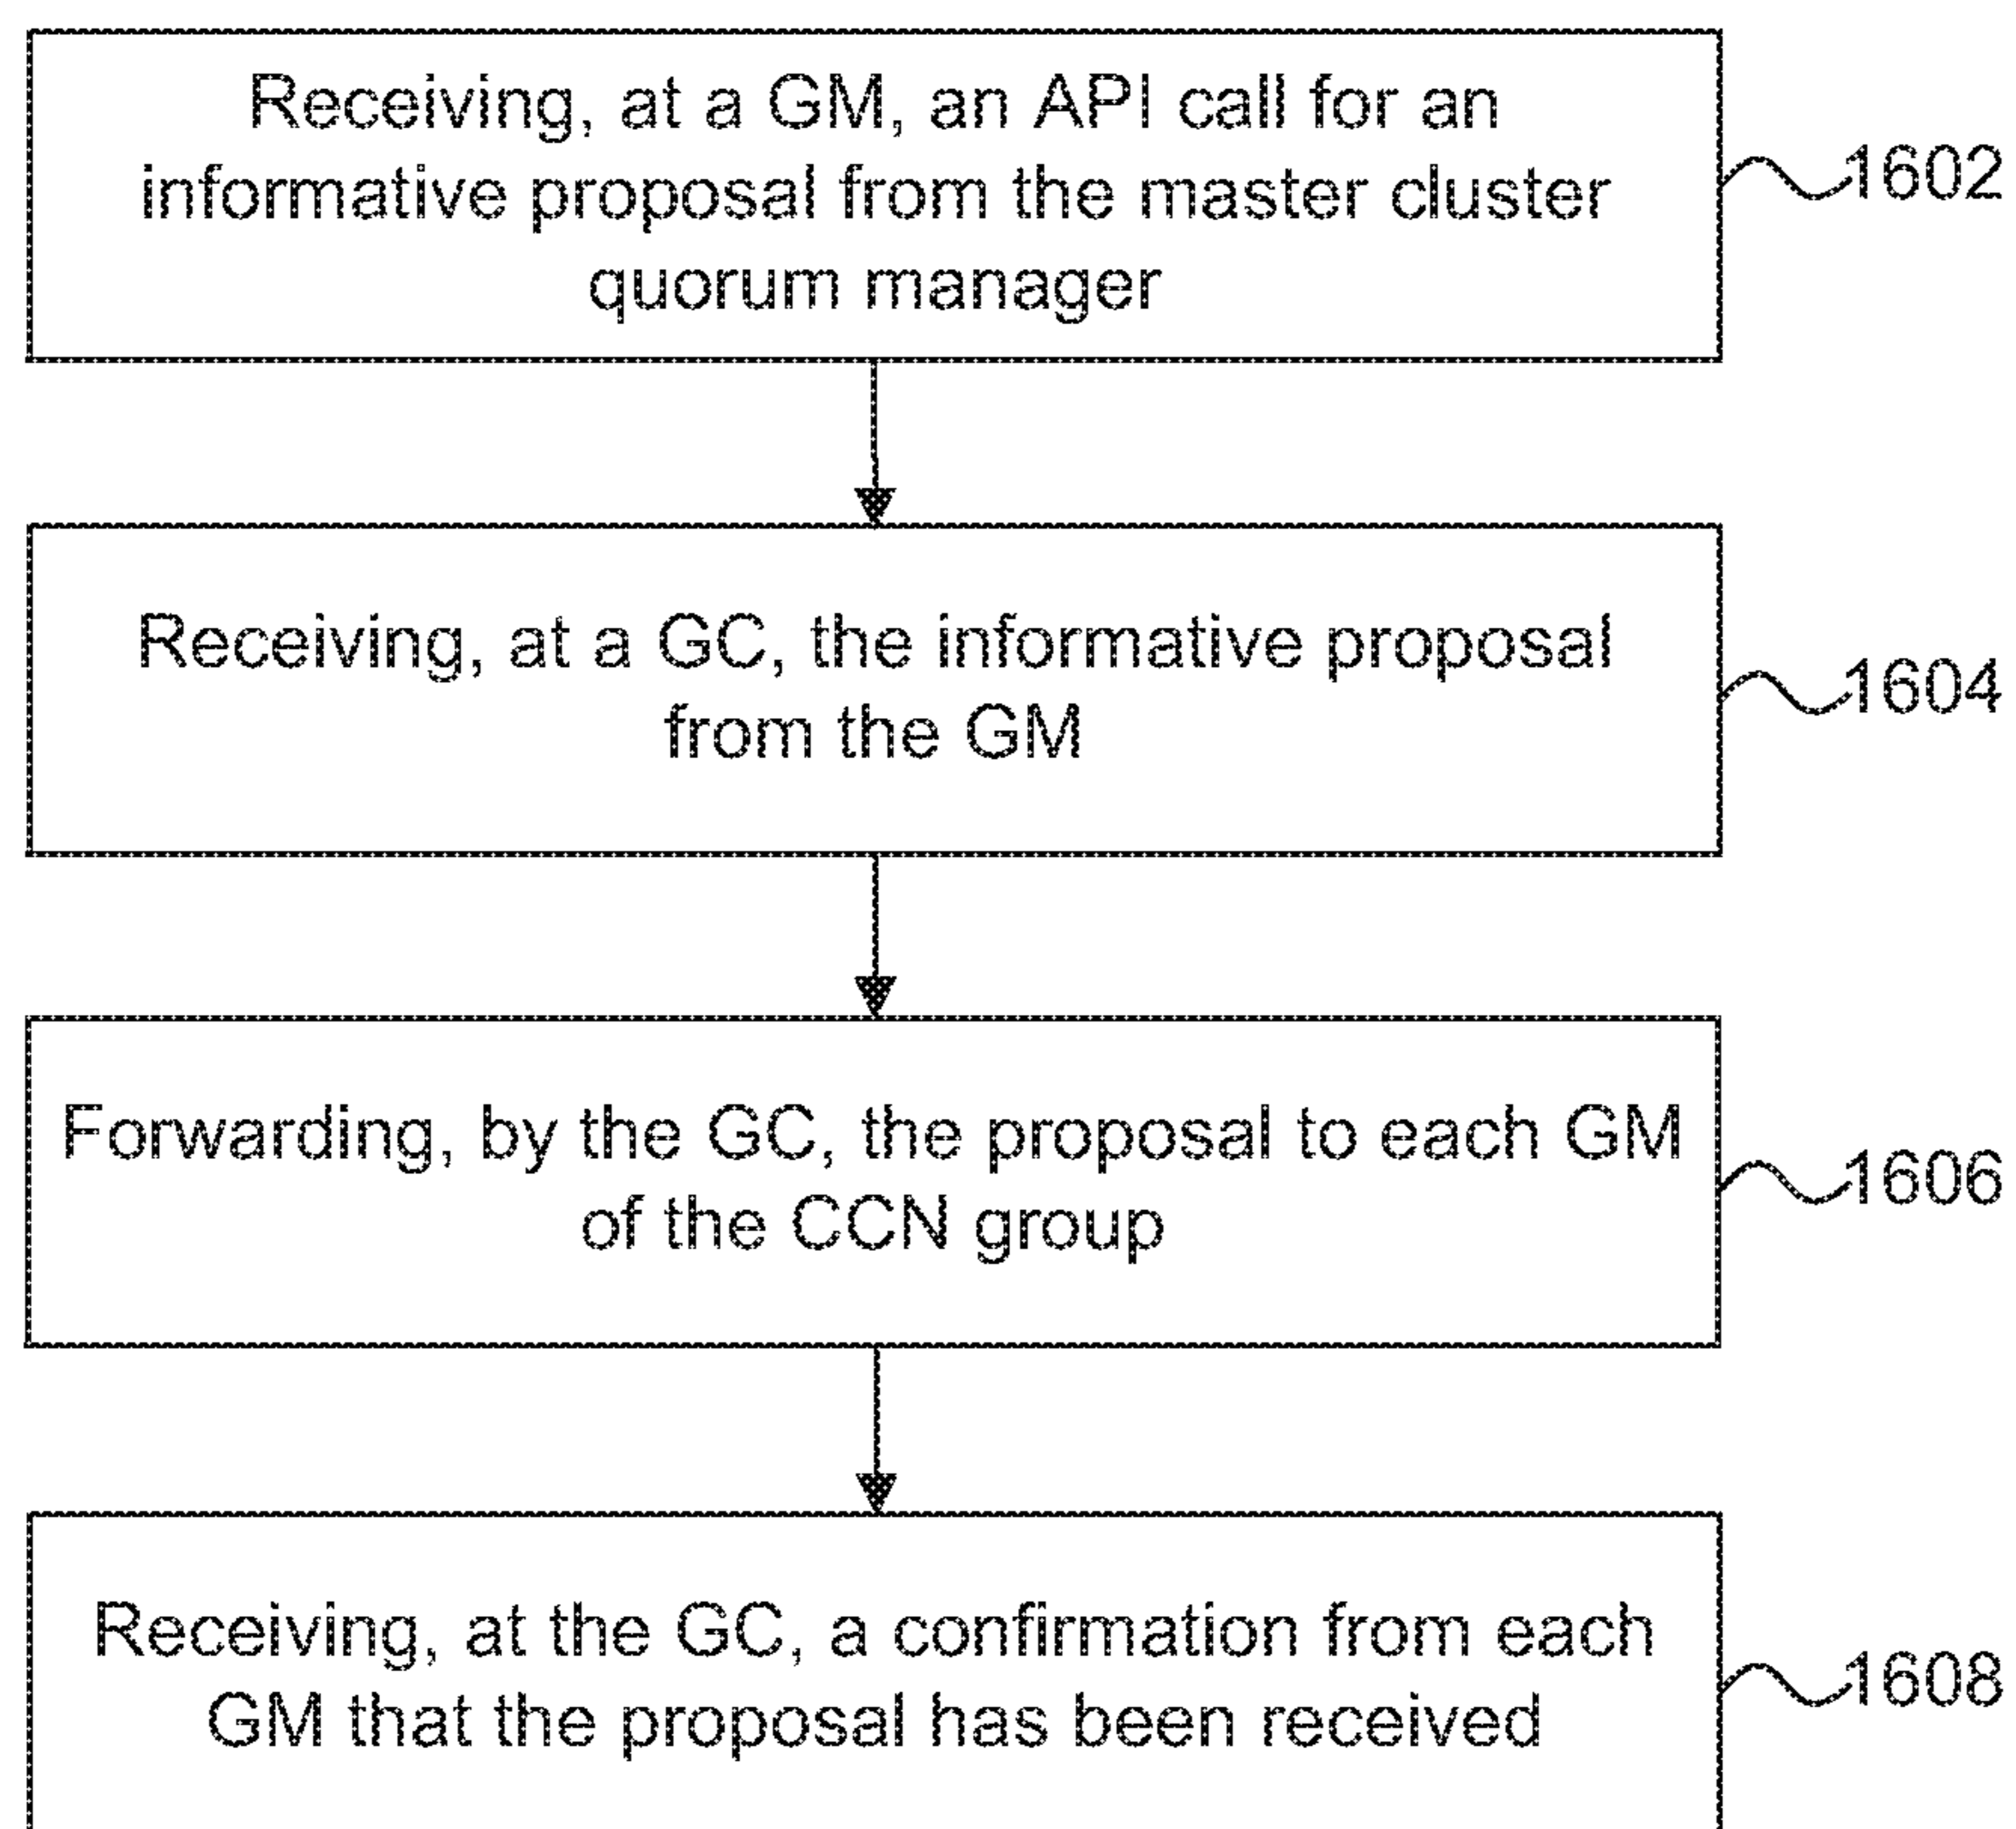 Receiving, at a GM, an API call for an
informative proposal from the master cluster
quorum manager
1602
Receiving, at a GC, the informative proposal
from the GM
1604
Forwarding, by the GC, the proposal to each GM
of the CCN group
1606
Receiving, at the GC, a confirmation from each
GM that the proposal has been received
1608